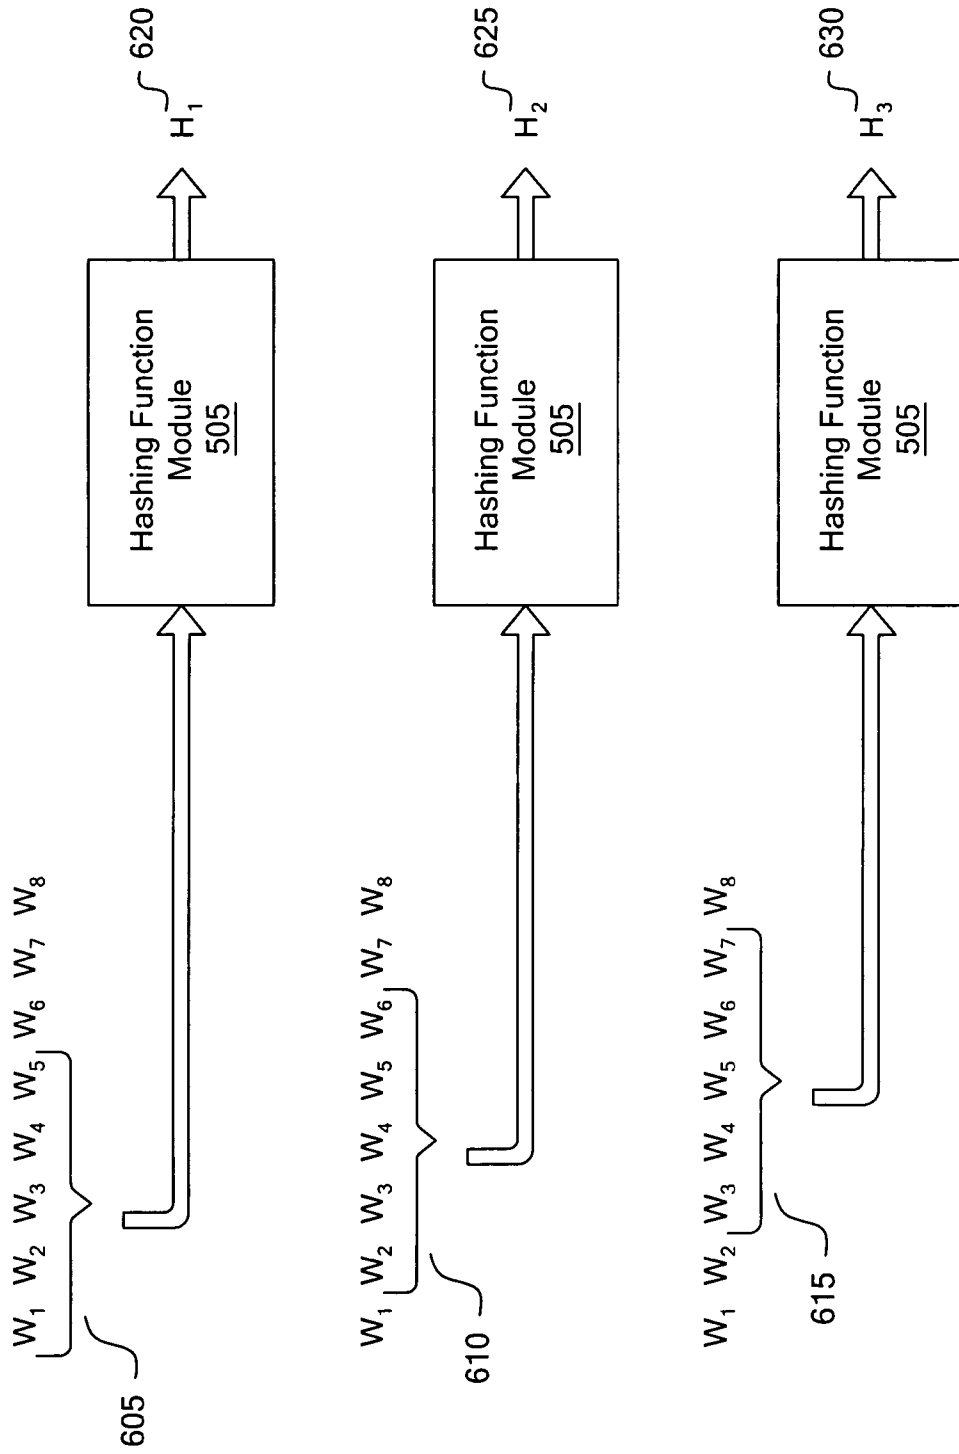 W₁ W₂ W₃ W₄ W₅ W₆ W₇ W₈
605
Hashing Function
Module
505
H₁
620
W₁ W₂ W₃ W₄ W₅ W₆ W₇ W₈
610
Hashing Function
Module
505
H₂
625
W₁ W₂ W₃ W₄ W₅ W₆ W₇ W₈
615
Hashing Function
Module
505
H₃
630